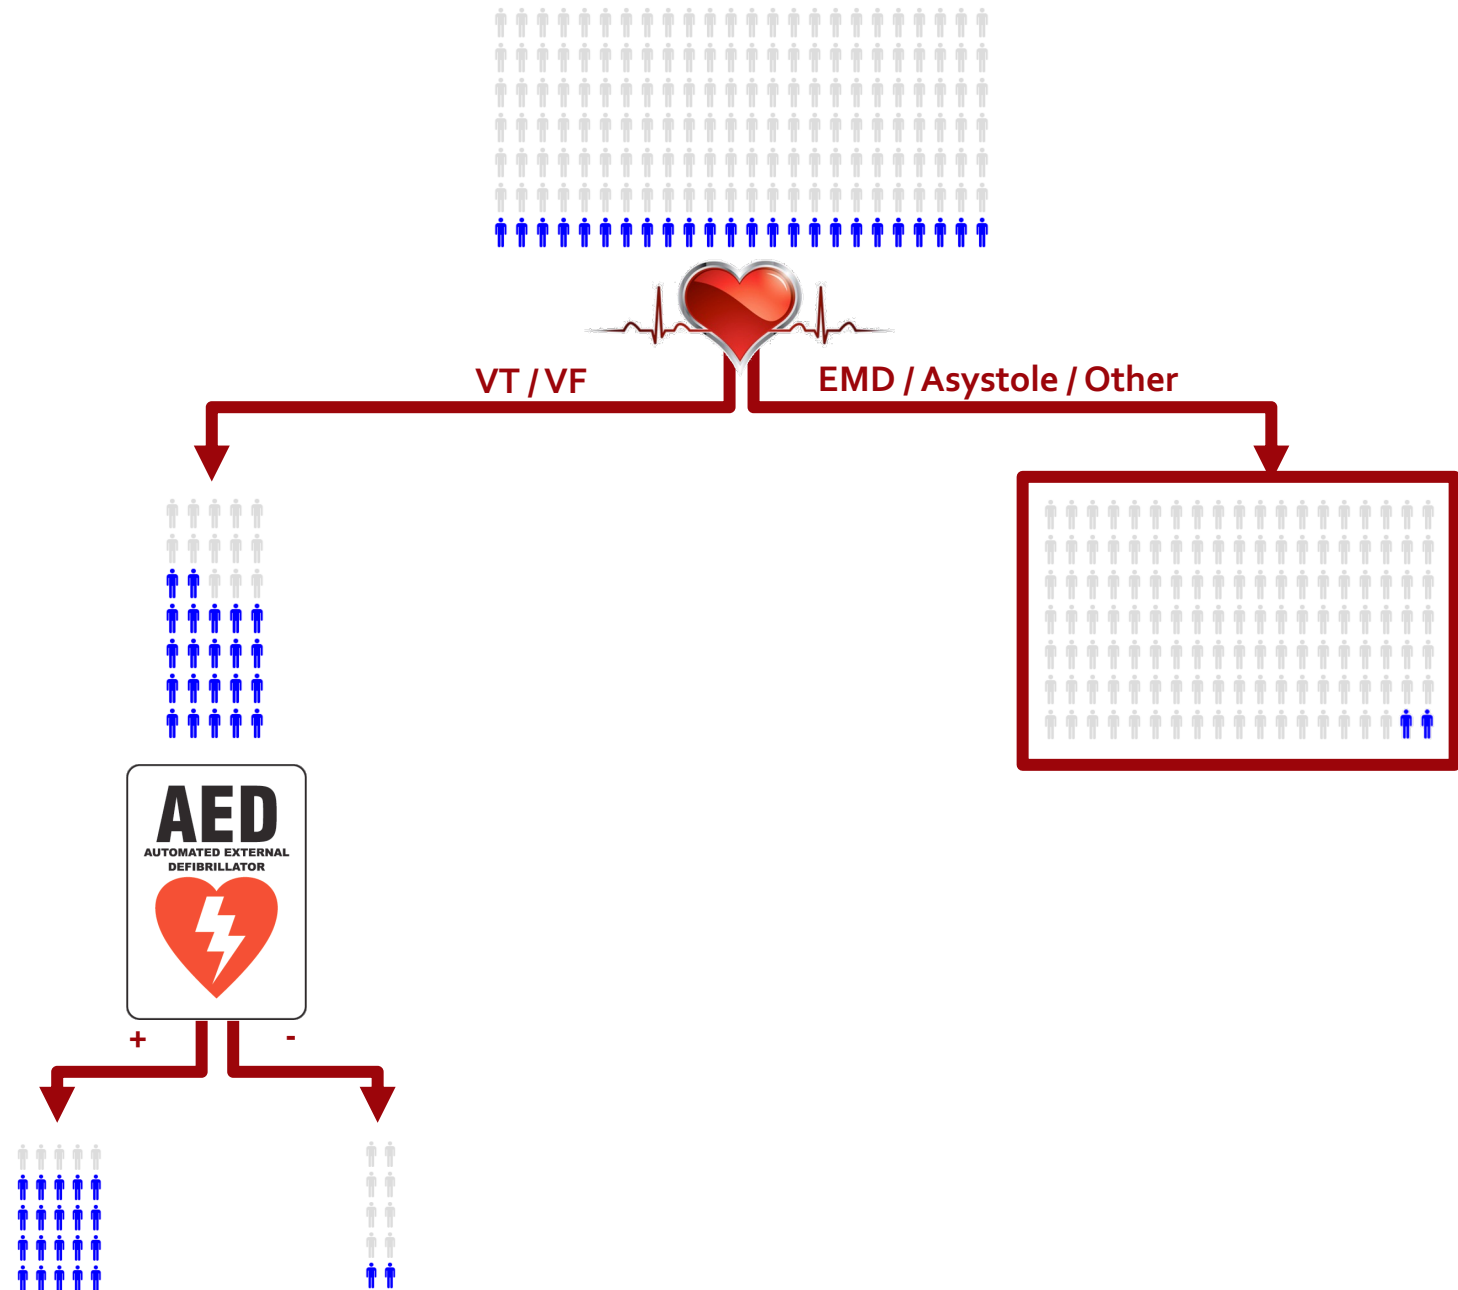 VT / VF
EMD / Asystole / Other
AED
AUTOMATED EXTERNAL
DEFIBRILLATOR
+
-